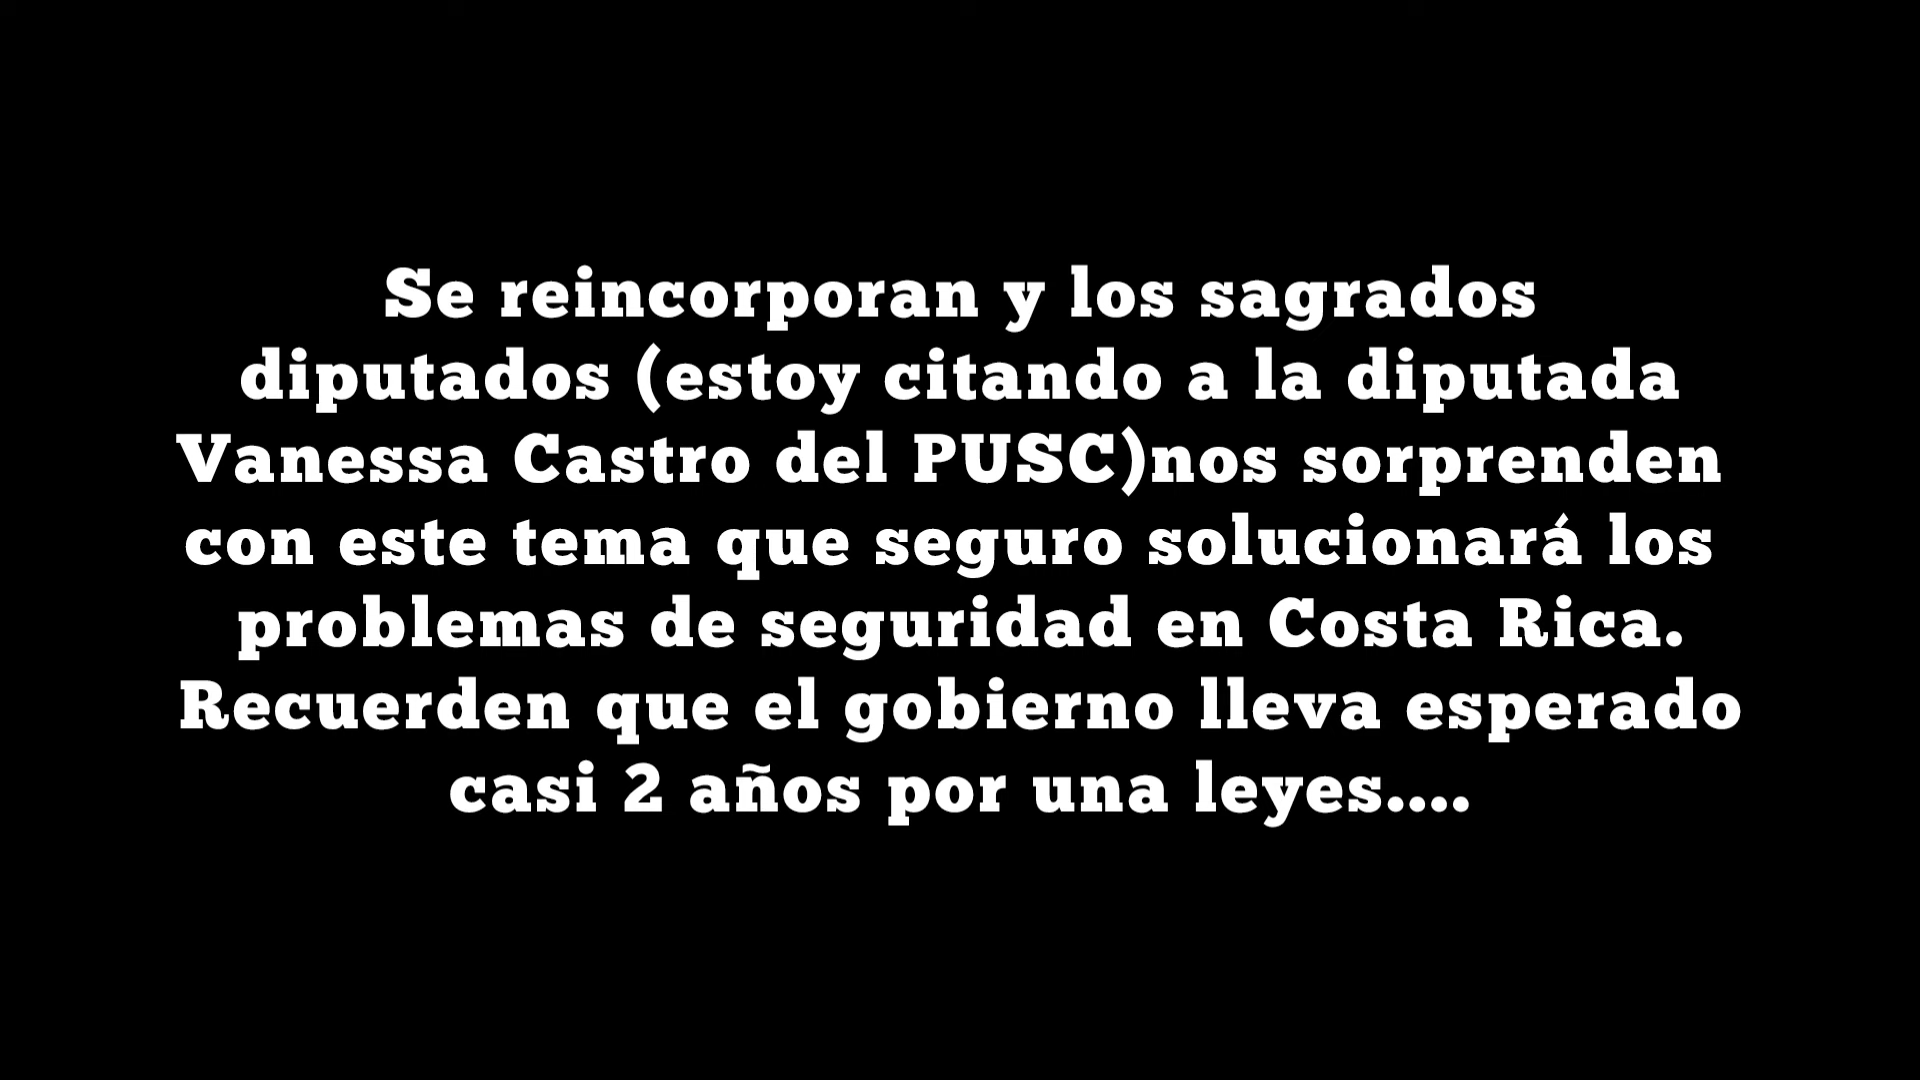 Se reincorporan y los sagrados
diputados (estoy citando a la diputada
Vanessa Castro del PUSC)nos sorprenden
con este tema que seguro solucionará los
problemas de seguridad en Costa Rica.
Recuerden que el gobierno lleva esperado
casi 2 años por una leyes....